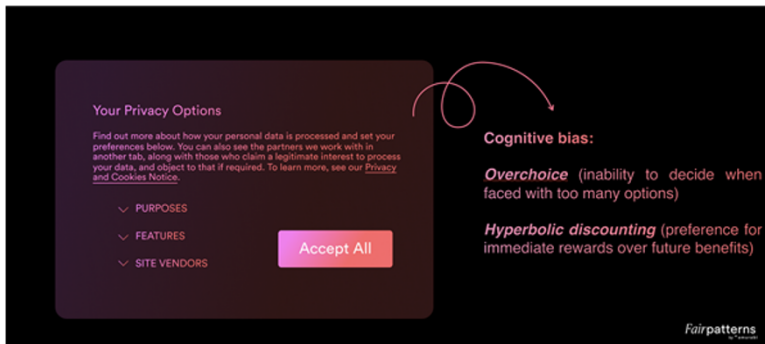 Your Privacy Options
Find out more about how your personal data is processed and set your
preferences below. You can also see the partners we work with in
another tab, along with those who claim a legitimate interest to process
your data, and object to that if required. To learn more, see our Privacy
and Cookies Notice.
PURPOSES
FEATURES
SITE VENDORS
Accept All
Cognitive bias:
Overchoice (inability to decide when
faced with too many options)
Hyperbolic discounting (preference for
immediate rewards over future benefits)
Fairpatterns
by